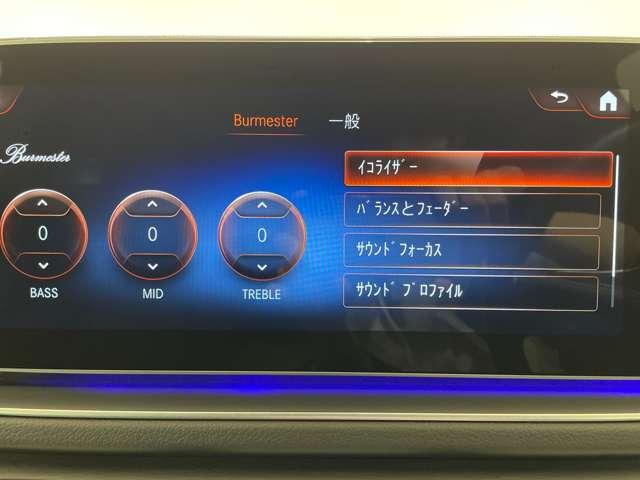 Burmester 一般
Burmester
ｲｺﾗｲｻﾞｰ
ﾊﾞﾗﾝｽとﾌｪｰﾀﾞｰ
ｻｳﾝﾄﾞﾌｫｰｶｽ
ｻｳﾝﾄﾞ ﾌﾟﾛﾌｧｲﾙ
0 0 0
BASS MID TREBLE